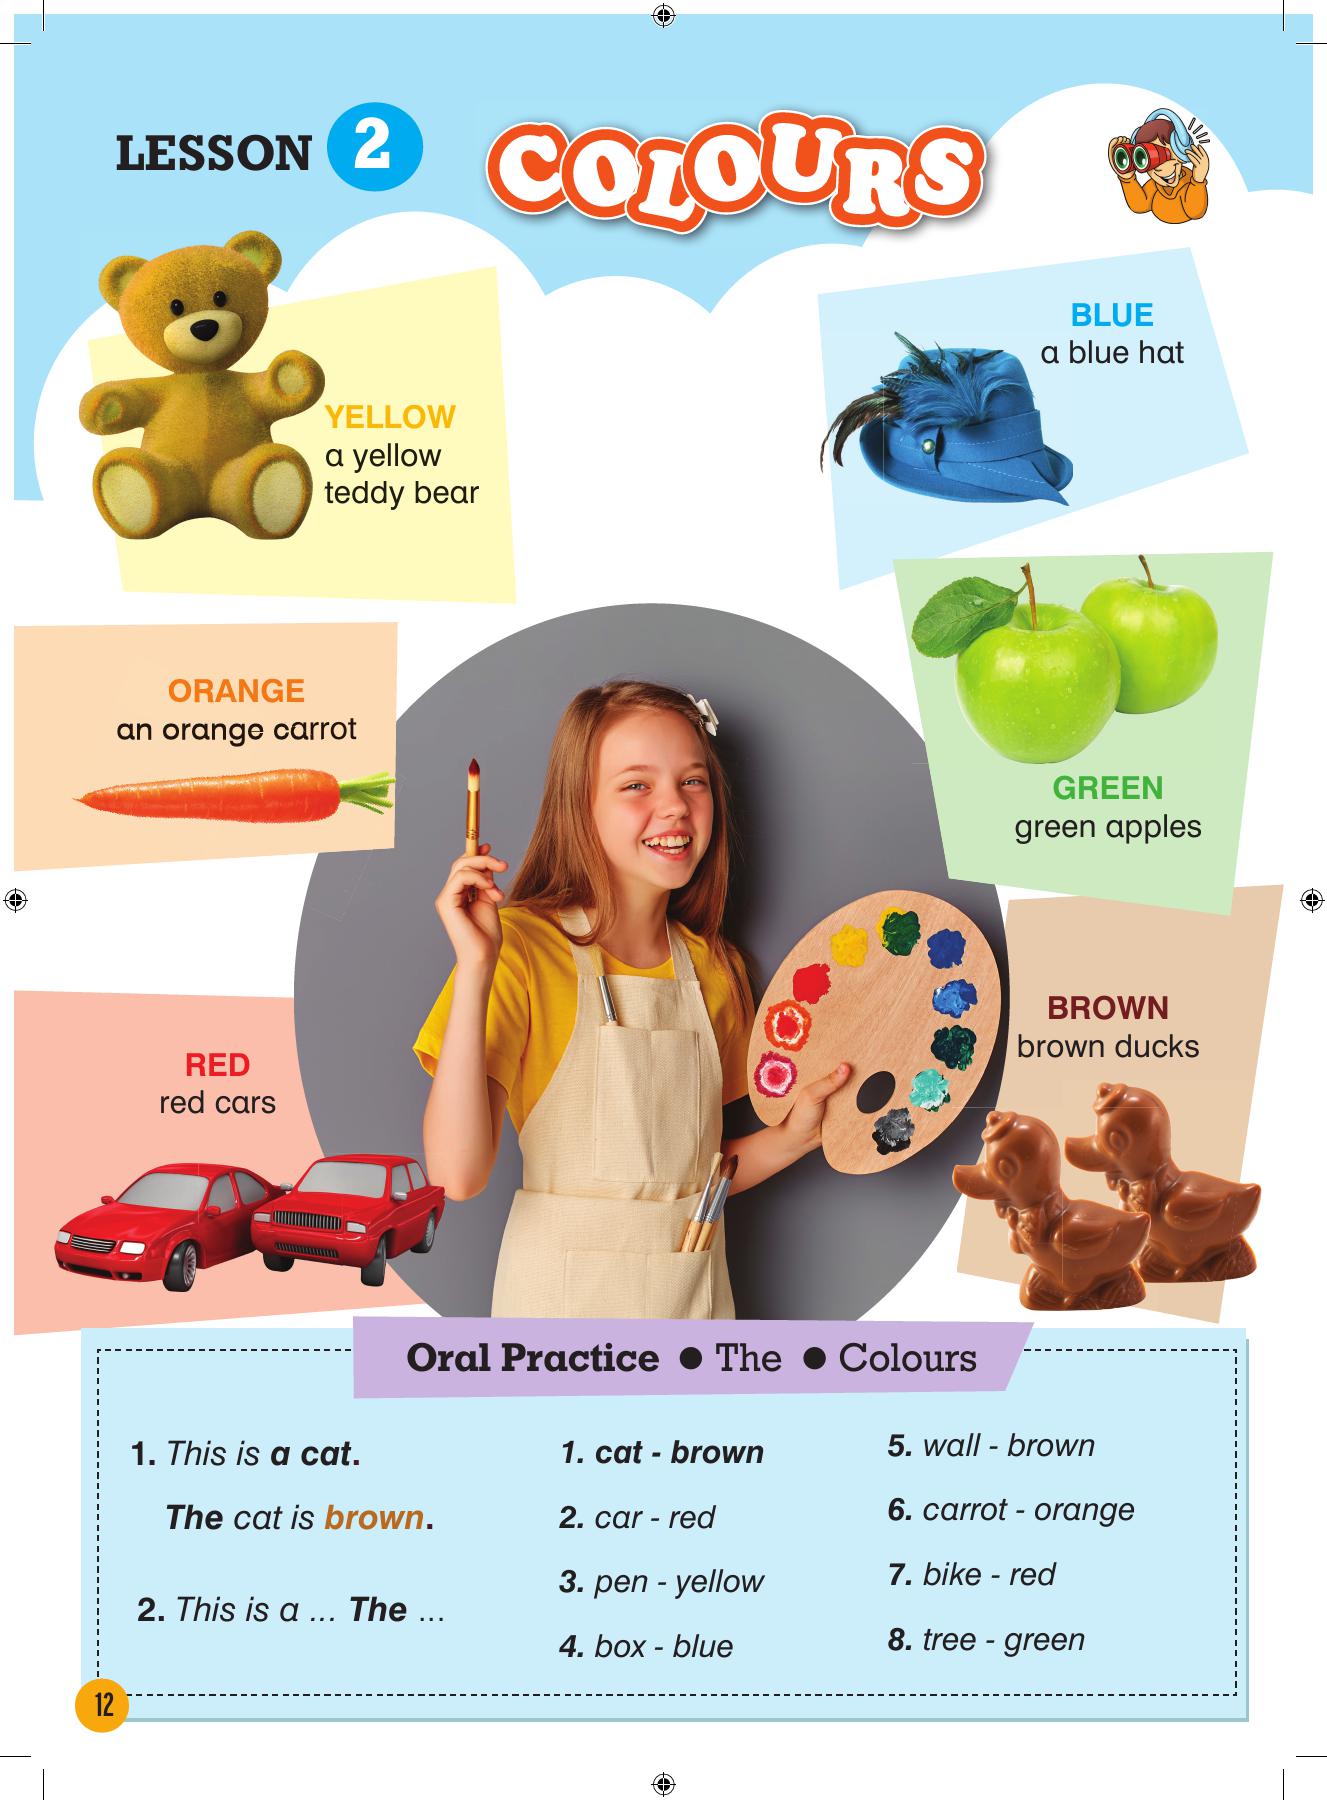 LESSON 2
COLOURS
YELLOW
a yellow
teddy bear
BLUE
a blue hat
ORANGE
an orange carrot
GREEN
green apples
RED
red cars
BROWN
brown ducks
Oral Practice ● The ● Colours
1. This is a cat.
The cat is brown.
2. This is a ... The ...
1. cat - brown
2. car - red
3. pen - yellow
4. box - blue
5. wall - brown
6. carrot - orange
7. bike - red
8. tree - green
12